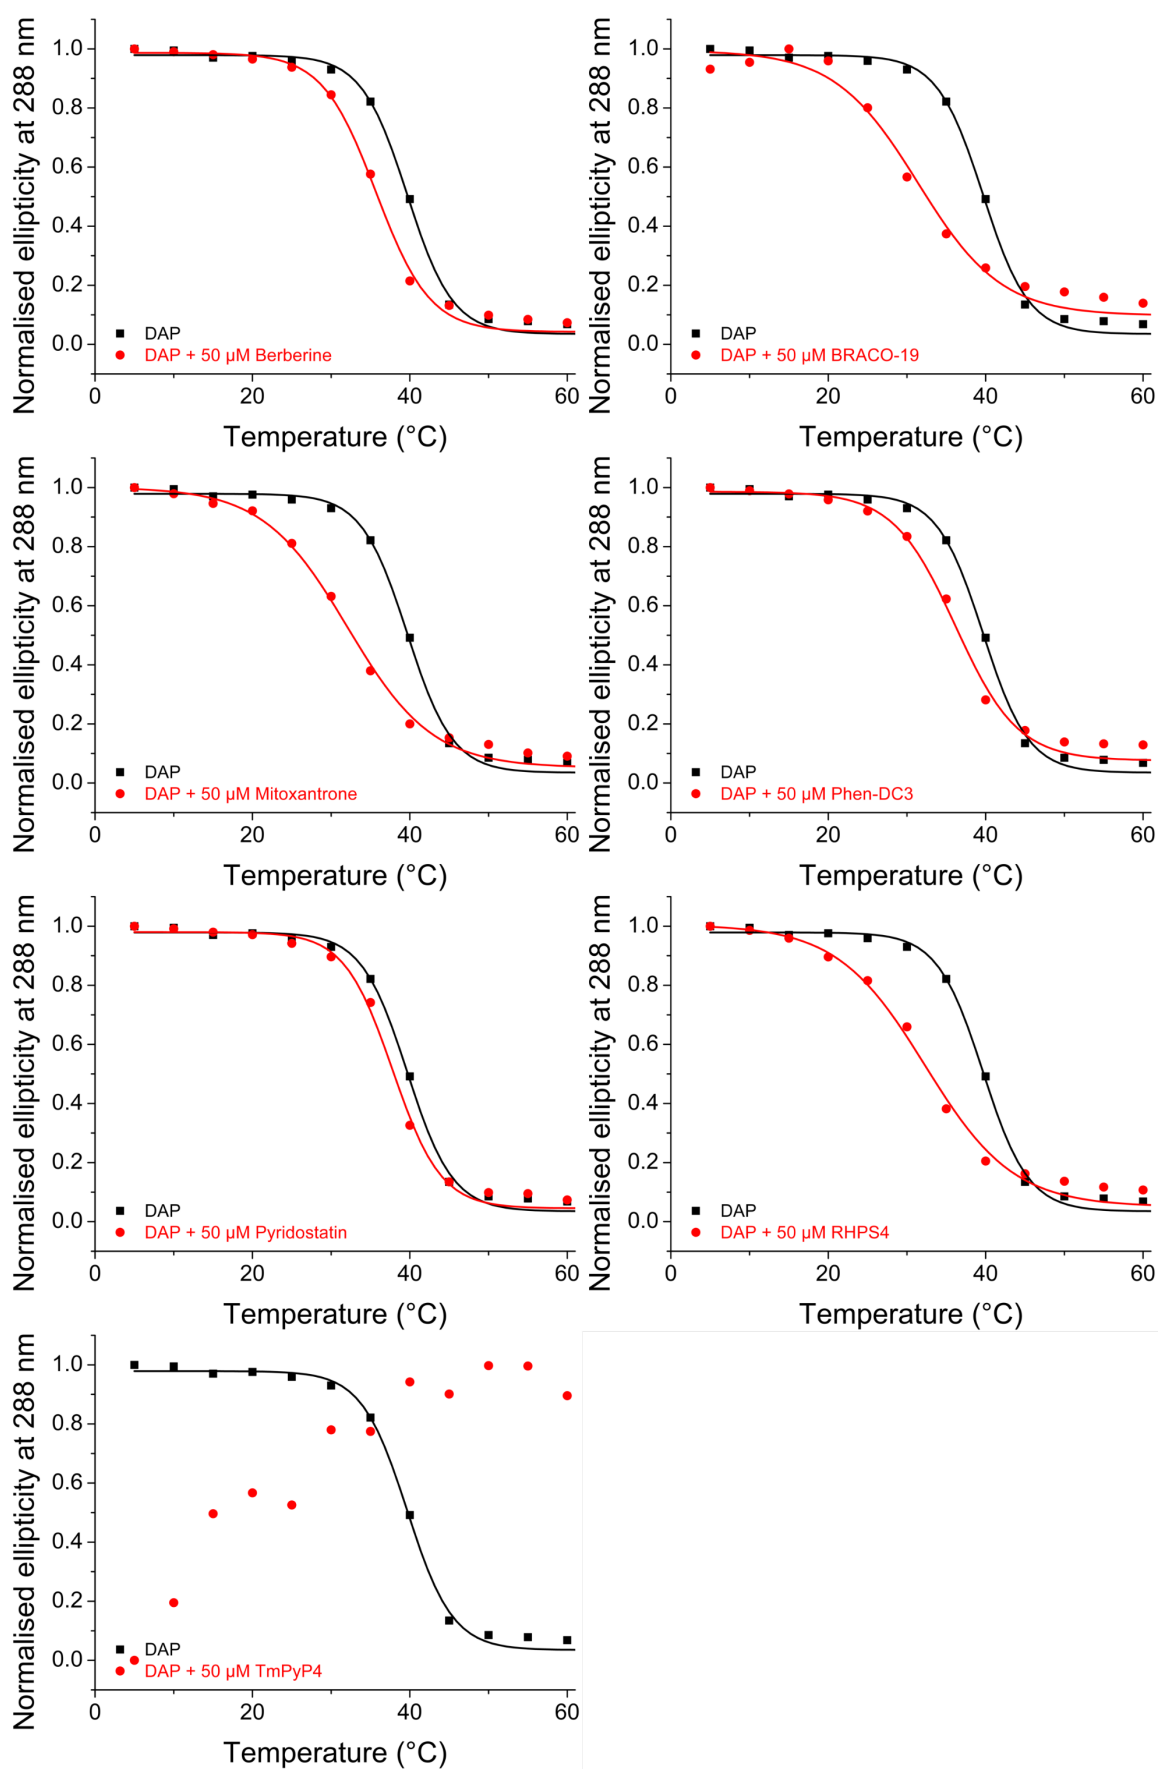 Normalised ellipticity at 288 nm
1.0
0.8
0.6
0.4
0.2
0.0
DAP
DAP + 50 µM Berberine
0 20 40 60
Temperature (°C)
Normalised ellipticity at 288 nm
1.0
0.8
0.6
0.4
0.2
0.0
DAP
DAP + 50 µM BRACO-19
0 20 40 60
Temperature (°C)
Normalised ellipticity at 288 nm
1.0
0.8
0.6
0.4
0.2
0.0
DAP
DAP + 50 µM Mitoxantrone
0 20 40 60
Temperature (°C)
Normalised ellipticity at 288 nm
1.0
0.8
0.6
0.4
0.2
0.0
DAP
DAP + 50 µM Phen-DC3
0 20 40 60
Temperature (°C)
Normalised ellipticity at 288 nm
1.0
0.8
0.6
0.4
0.2
0.0
DAP
DAP + 50 µM Pyridostatin
0 20 40 60
Temperature (°C)
Normalised ellipticity at 288 nm
1.0
0.8
0.6
0.4
0.2
0.0
DAP
DAP + 50 µM RHPS4
0 20 40 60
Temperature (°C)
Normalised ellipticity at 288 nm
1.0
0.8
0.6
0.4
0.2
0.0
DAP
DAP + 50 µM TmPyP4
0 20 40 60
Temperature (°C)